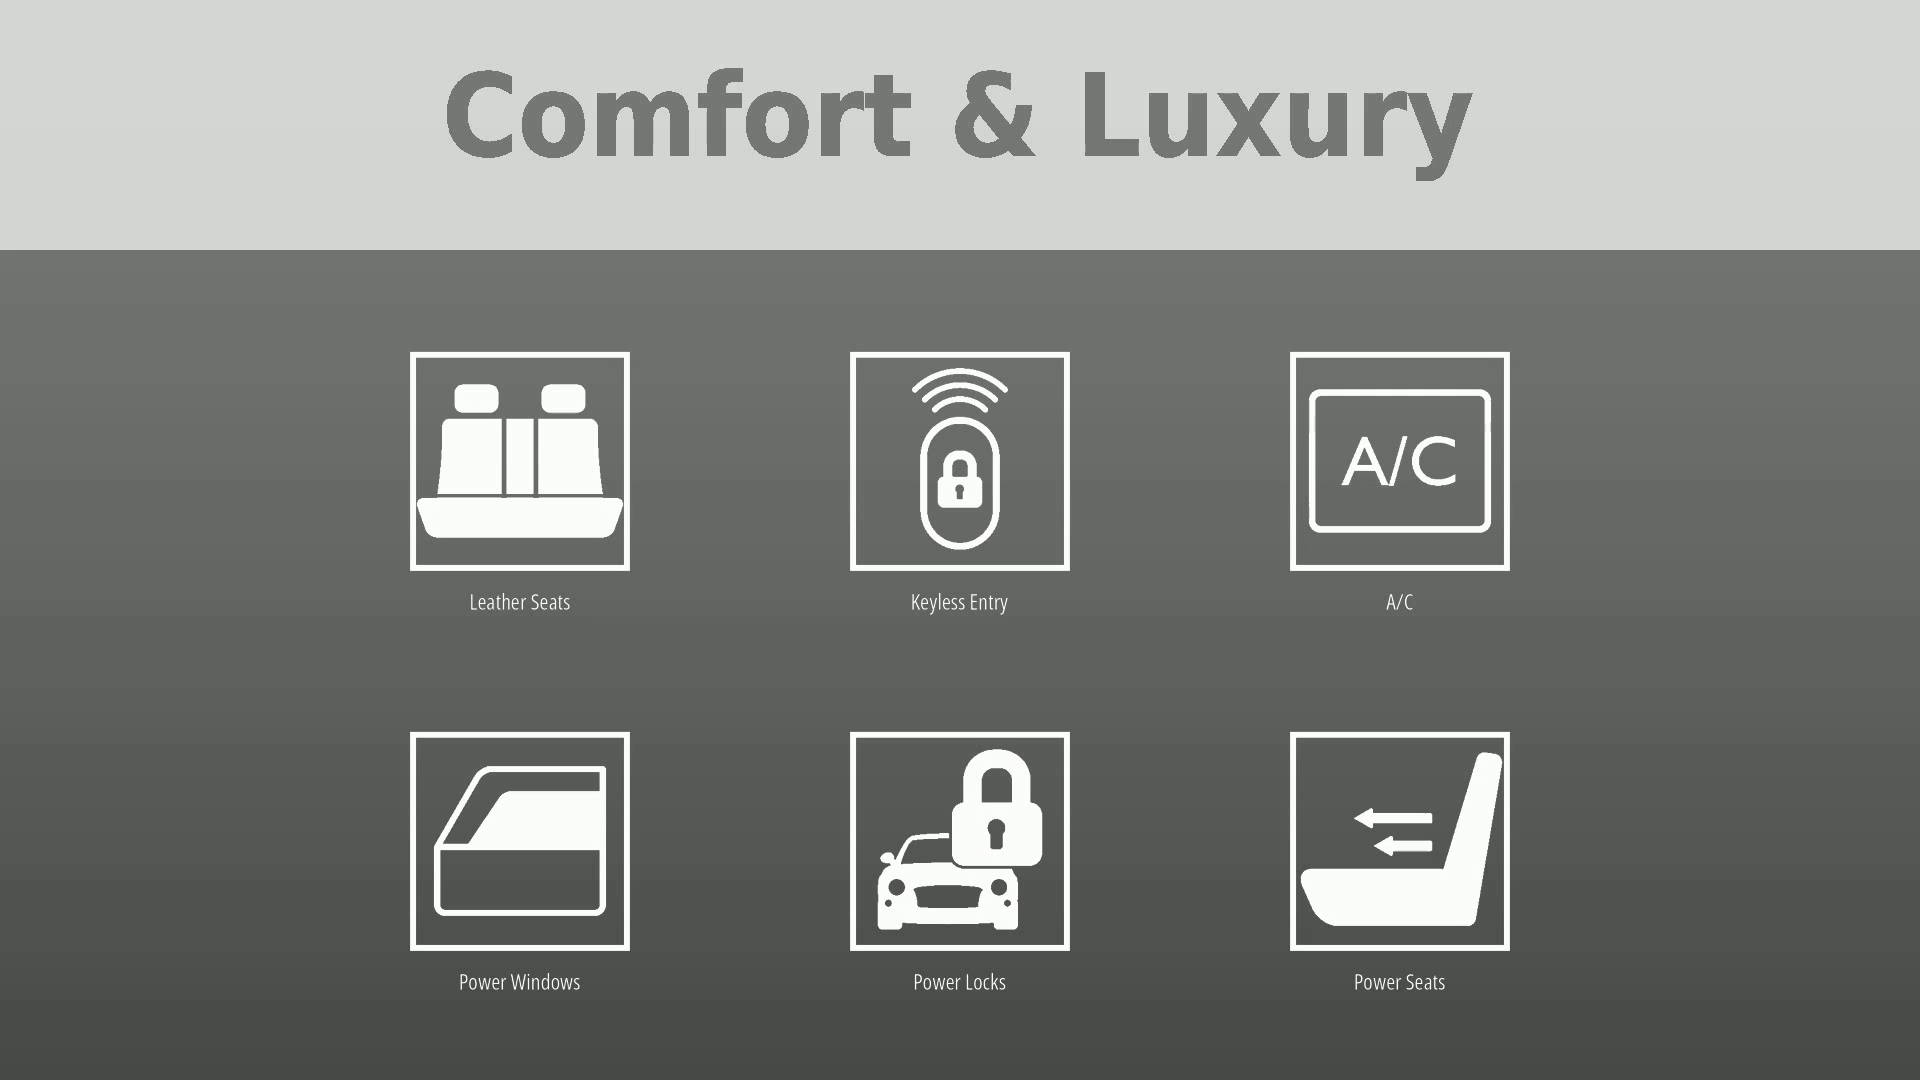 Comfort & Luxury
A/C
Leather Seats
Keyless Entry
A/C
Power Windows
Power Locks
Power Seats